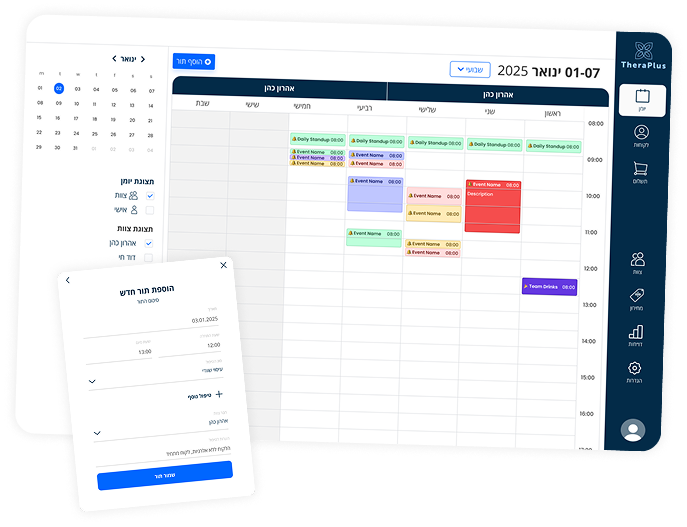 TheraPlus
יומן
לקוחות
תשלום
צוות
מחירון
דוחות
הגדרות
01-07 ינואר 2025
שבועי
הוסף תור
אהרון כהן
אהרון כהן
ראשון
שני
שלישי
רביעי
חמישי
שישי
שבת
08:00
09:00
10:00
11:00
12:00
13:00
15:00
16:00
Daily Standup 08:00
Daily Standup 08:00
Daily Standup 08:00
Daily Standup 08:00
Daily Standup 08:00
Event Name 08:00
Event Name 08:00
Event Name 08:00
Event Name 08:00
Event Name 08:00
Event Name 08:00
Event Name 08:00
Event Name 08:00
Description
Event Name 08:00
Event Name 08:00
Event Name 08:00
Event Name 08:00
Team Drinks 08:00
ינואר
01 02 03 04 05 06 07
08 09 10 11 12 13 14
15 16 17 18 19 20 21
22 23 24 25 26 27 28
29 30 31 01 02 03 04
תצוגת יומן
צוות
אישי
תצוגת צוות
אהרון כהן
דוד חי
הוספת תור חדש
סיכום התור
03.01.2025
12:00
13:00
עיסוי שוודי
טיפול נוסף
אהרון כהן
הלקוח ללא אלרגיות, לקוח מתמיד
שמור תור